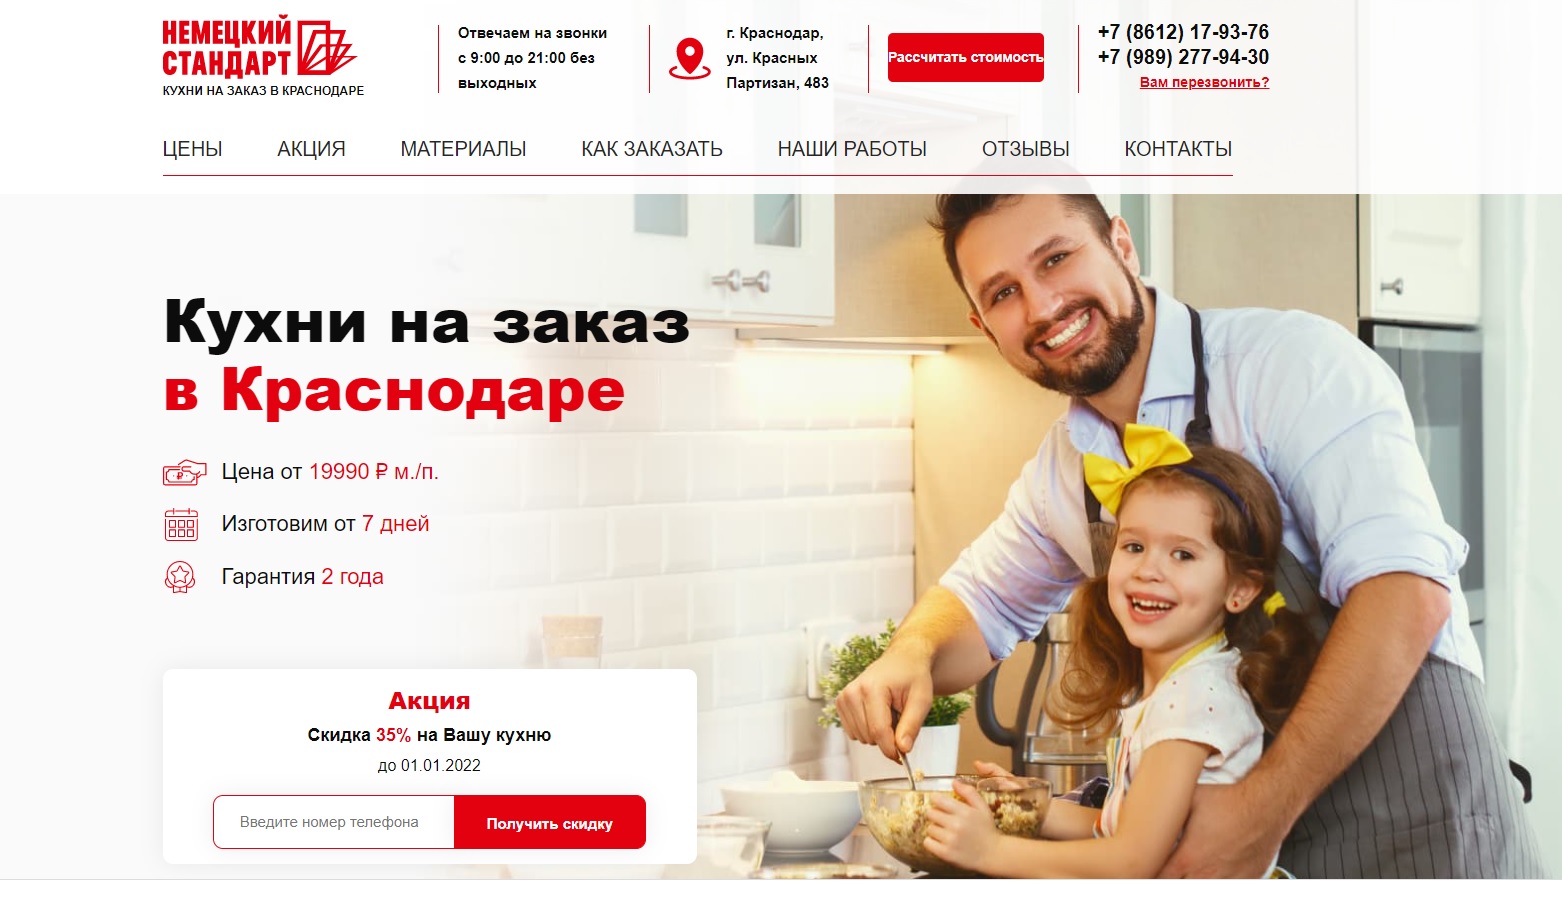 НЕМЕЦКИЙ
СТАНДАРТ
КУХНИ НА ЗАКАЗ В КРАСНОДАРЕ
Отвечаем на звонки
с 9:00 до 21:00 без
выходных
г. Краснодар,
ул. Красных
Партизан, 483
Рассчитать стоимость
+7 (8612) 17-93-76
+7 (989) 277-94-30
Вам перезвонить?
ЦЕНЫ АКЦИЯ МАТЕРИАЛЫ КАК ЗАКАЗАТЬ НАШИ РАБОТЫ ОТЗЫВЫ КОНТАКТЫ
Кухни на заказ
в Краснодаре
Цена от 19990 ₽ м./п.
Изготовим от 7 дней
Гарантия 2 года
Акция
Скидка 35% на Вашу кухню
до 01.01.2022
Введите номер телефона Получить скидку